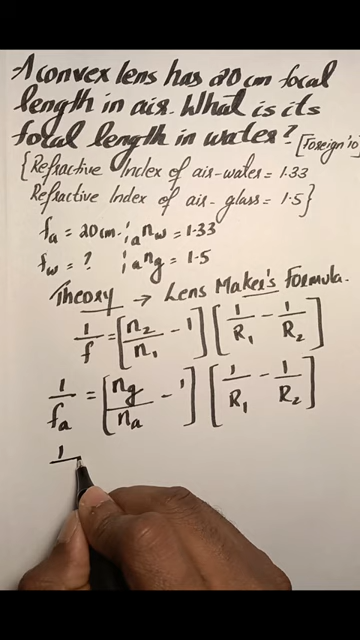 A convex lens has 20 cm focal
length in air. What is its
focal length in water? [Foreign'10]
{Refractive Index of air-water = 1.33
Refractive Index of air-glass = 1.5}
fa = 20cm ; anw = 1.33
fw = ? ; ang = 1.5
Theory → Lens Maker's Formula.
1/f = [n2/n1 - 1] [1/R1 - 1/R2]
1/fa = [ng/na - 1] [1/R1 - 1/R2]
1